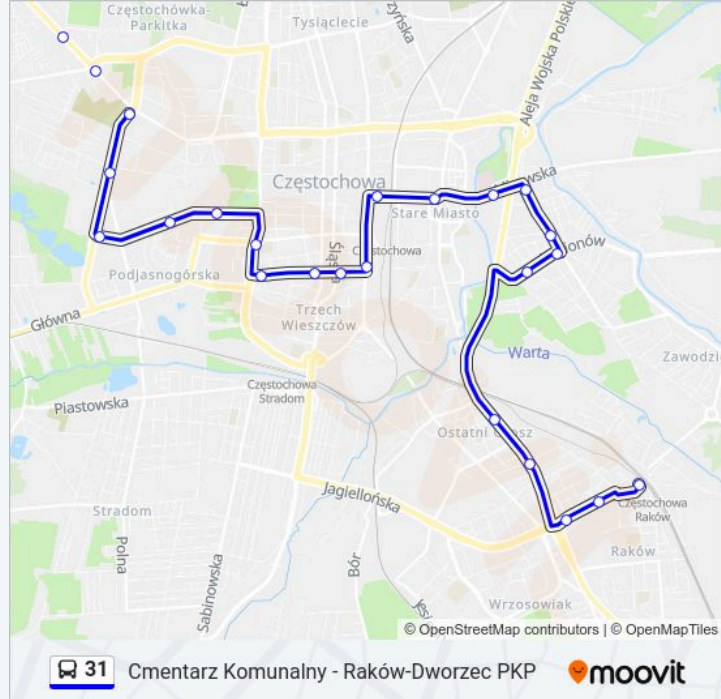 Częstochówka-
Parkitka
Tysiąclecie
Aleja Wojska Polskie
Częstochowa
Stare Miasto
Częstochowa
Śląska
Podjasnogórska
Trzech
Wieszczów
Główna
Warta
Zawodzie
Częstochowa
Stradom
Piastowska
Ostatni Grosz
Jagiellońska
Częstochowa
Raków
Stradom
Polna
Sabinowska
Bór
Raków
Wrzosowiak
© OpenStreetMap contributors | © OpenMapTiles
31 Cmentarz Komunalny - Raków-Dworzec PKP moovit